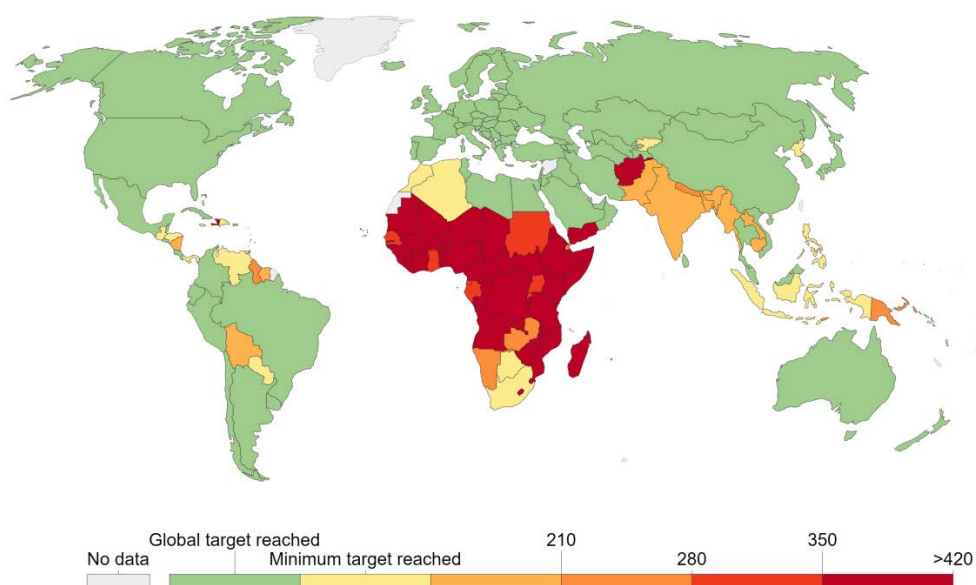 Global target reached 210 350
No data Minimum target reached 280 >420